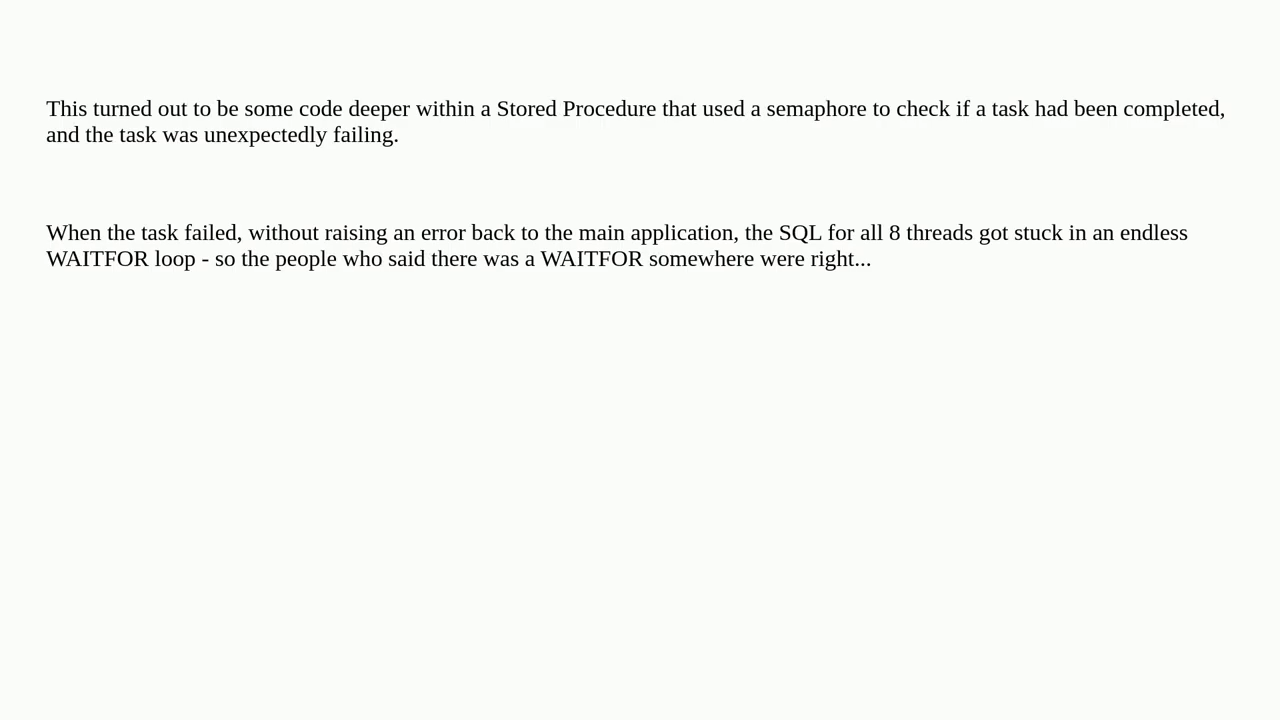 This turned out to be some code deeper within a Stored Procedure that used a semaphore to check if a task had been completed,
and the task was unexpectedly failing.
When the task failed, without raising an error back to the main application, the SQL for all 8 threads got stuck in an endless
WAITFOR loop - so the people who said there was a WAITFOR somewhere were right...